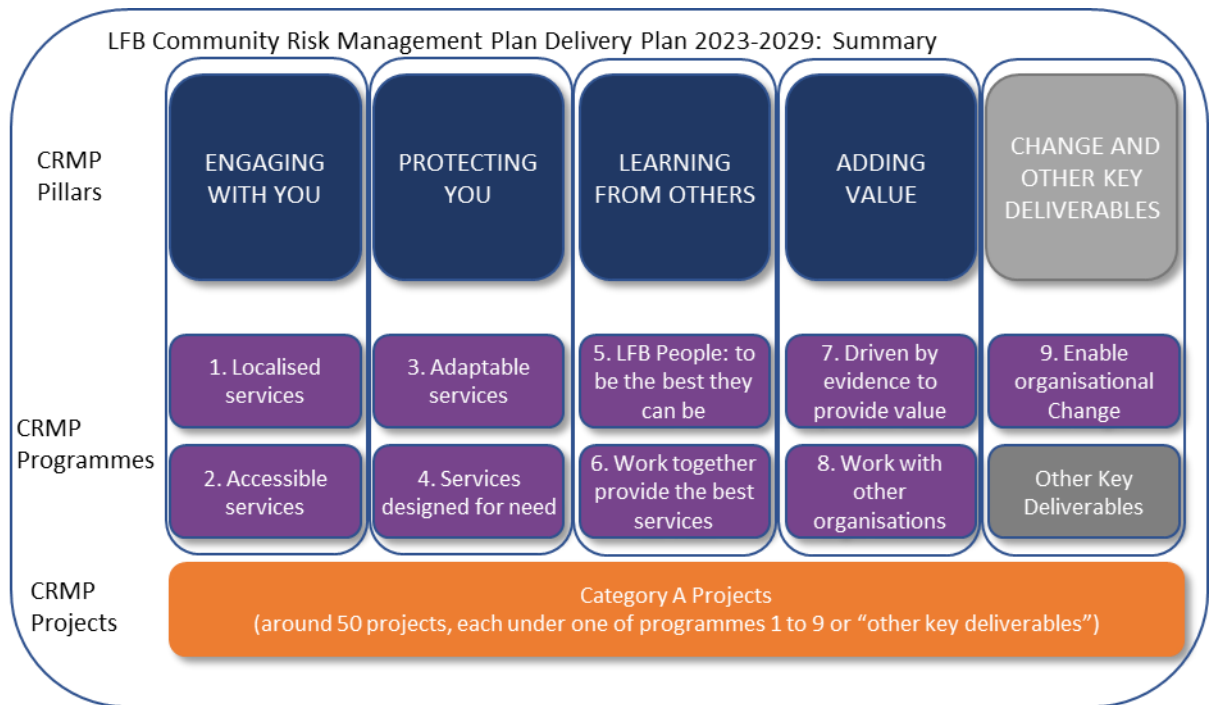 LFB Community Risk Management Plan Delivery Plan 2023-2029: Summary
CRMP
Pillars
ENGAGING
WITH YOU
PROTECTING
YOU
LEARNING
FROM OTHERS
ADDING
VALUE
CHANGE AND
OTHER KEY
DELIVERABLES
CRMP
Programmes
1. Localised
services
3. Adaptable
services
5. LFB People: to
be the best they
can be
7. Driven by
evidence to
provide value
9. Enable
organisational
Change
2. Accessible
services
4. Services
designed for need
6. Work together
provide the best
services
8. Work with
other
organisations
Other Key
Deliverables
CRMP
Projects
Category A Projects
(around 50 projects, each under one of programmes 1 to 9 or “other key deliverables”)